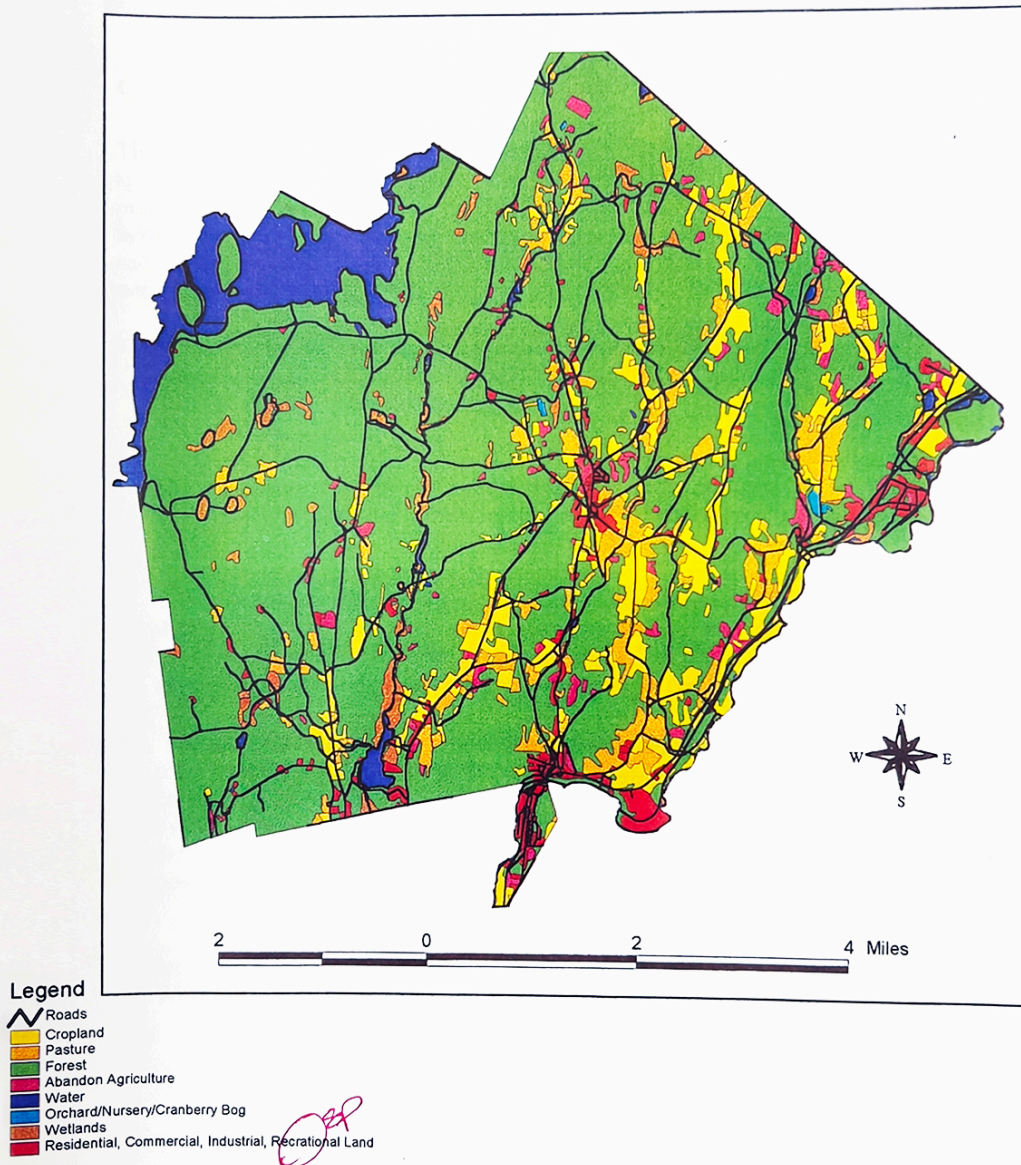 N
W E
S
2 0 2 4 Miles
Legend
Roads
Cropland
Pasture
Forest
Abandon Agriculture
Water
Orchard/Nursery/Cranberry Bog
Wetlands
Residential, Commercial, Industrial, Recrational Land